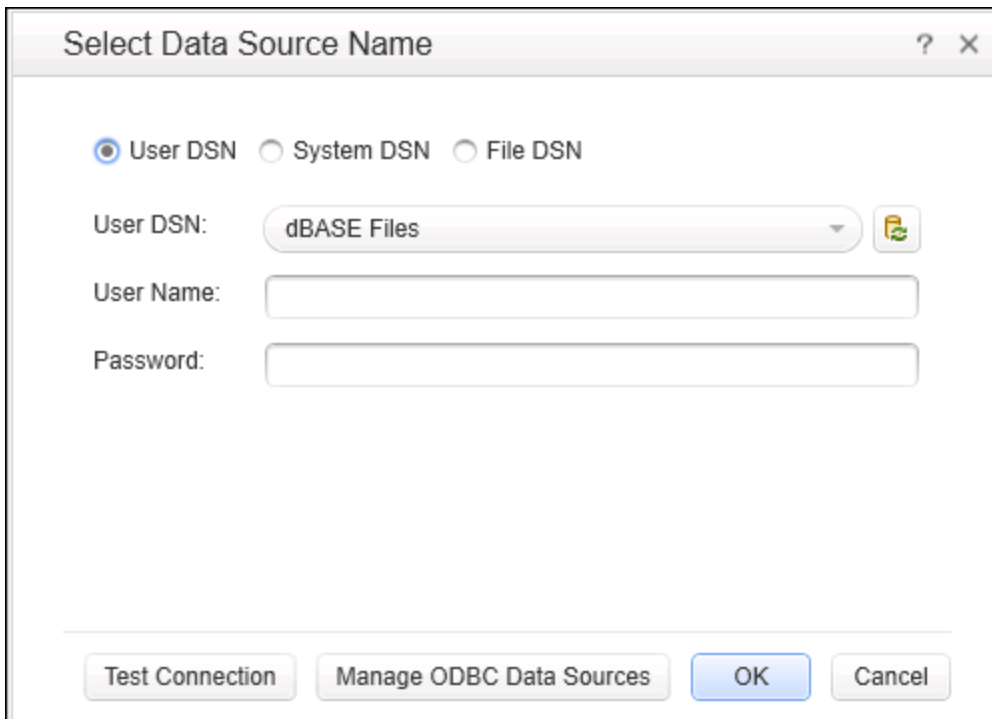 Select Data Source Name ? ×
User DSN System DSN File DSN
User DSN: dBASE Files
User Name:
Password:
Test Connection Manage ODBC Data Sources OK Cancel